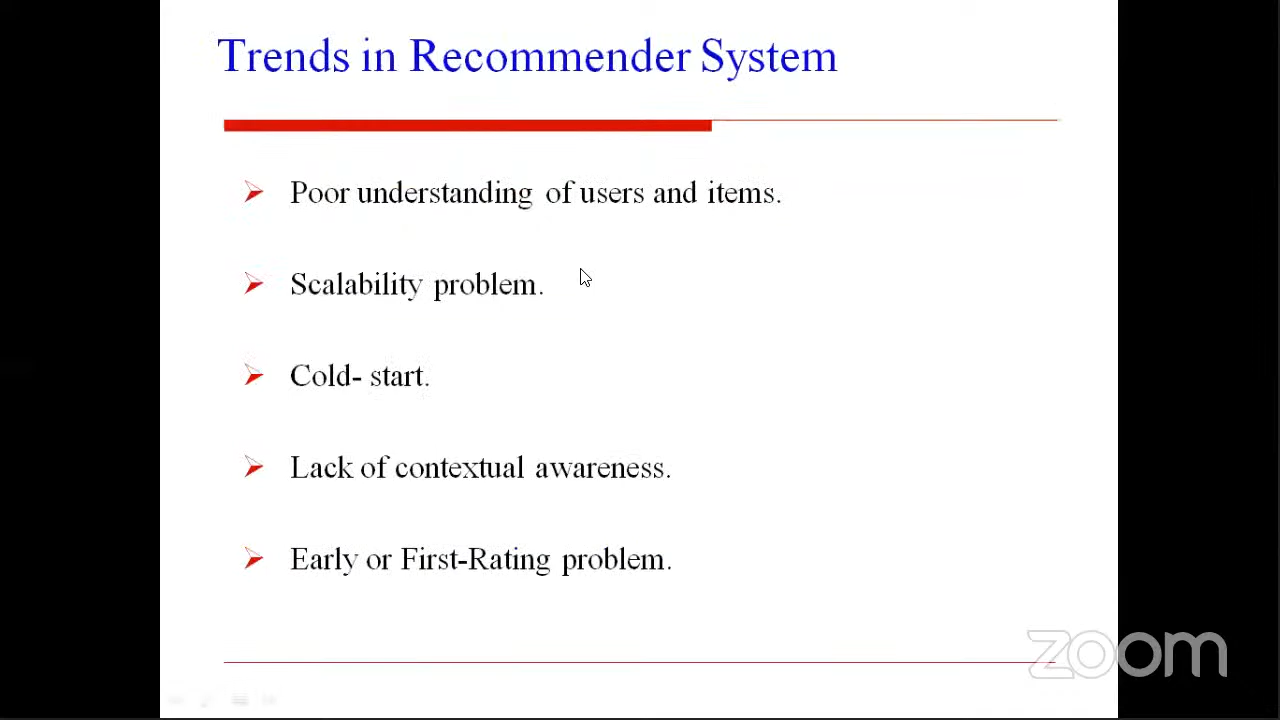 Trends in Recommender System
Poor understanding of users and items.
Scalability problem.
Cold- start.
Lack of contextual awareness.
Early or First-Rating problem.
zoom